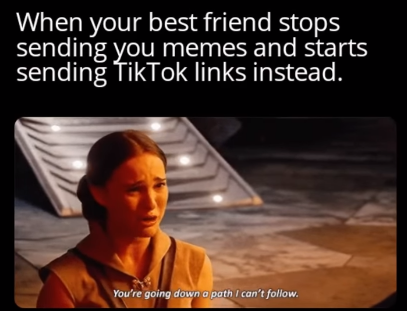 When your best friend stops
sending you memes and starts
sending TikTok links instead.
You're going down a path I can't follow.